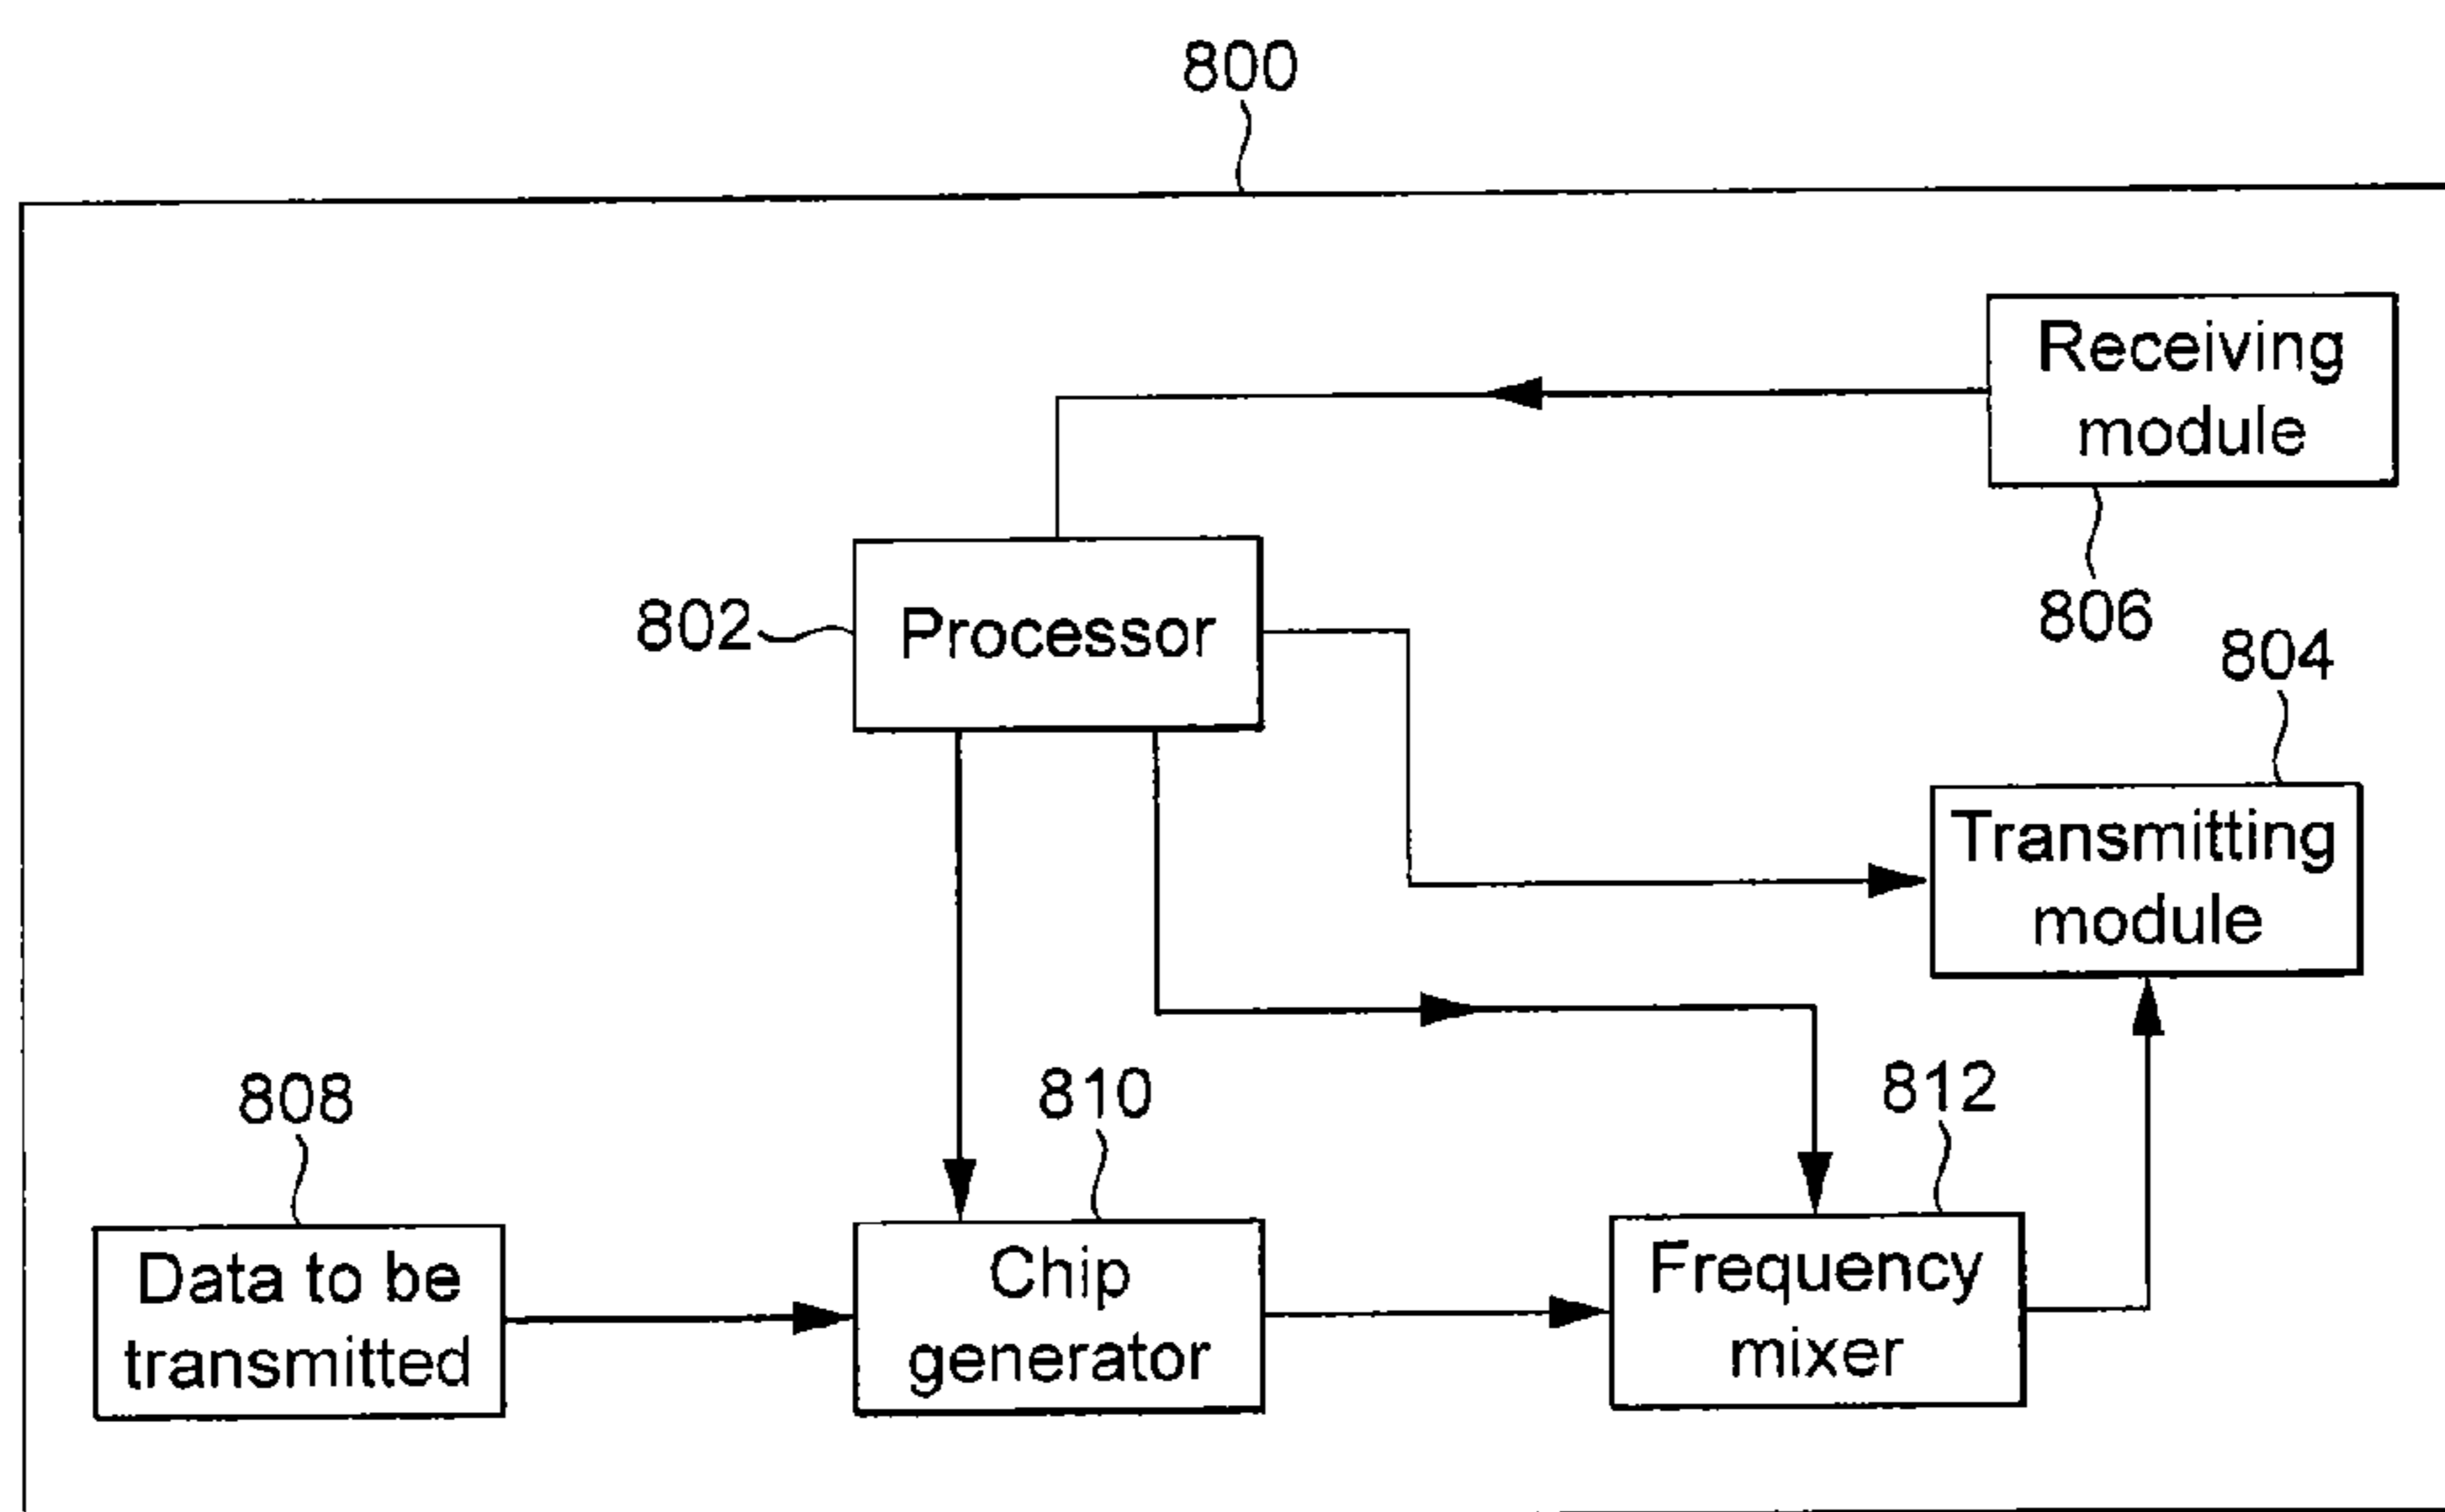 800
Receiving
module
806
802
Processor
804
Transmitting
module
808
810
812
Data to be
transmitted
Chip
generator
Frequency
mixer